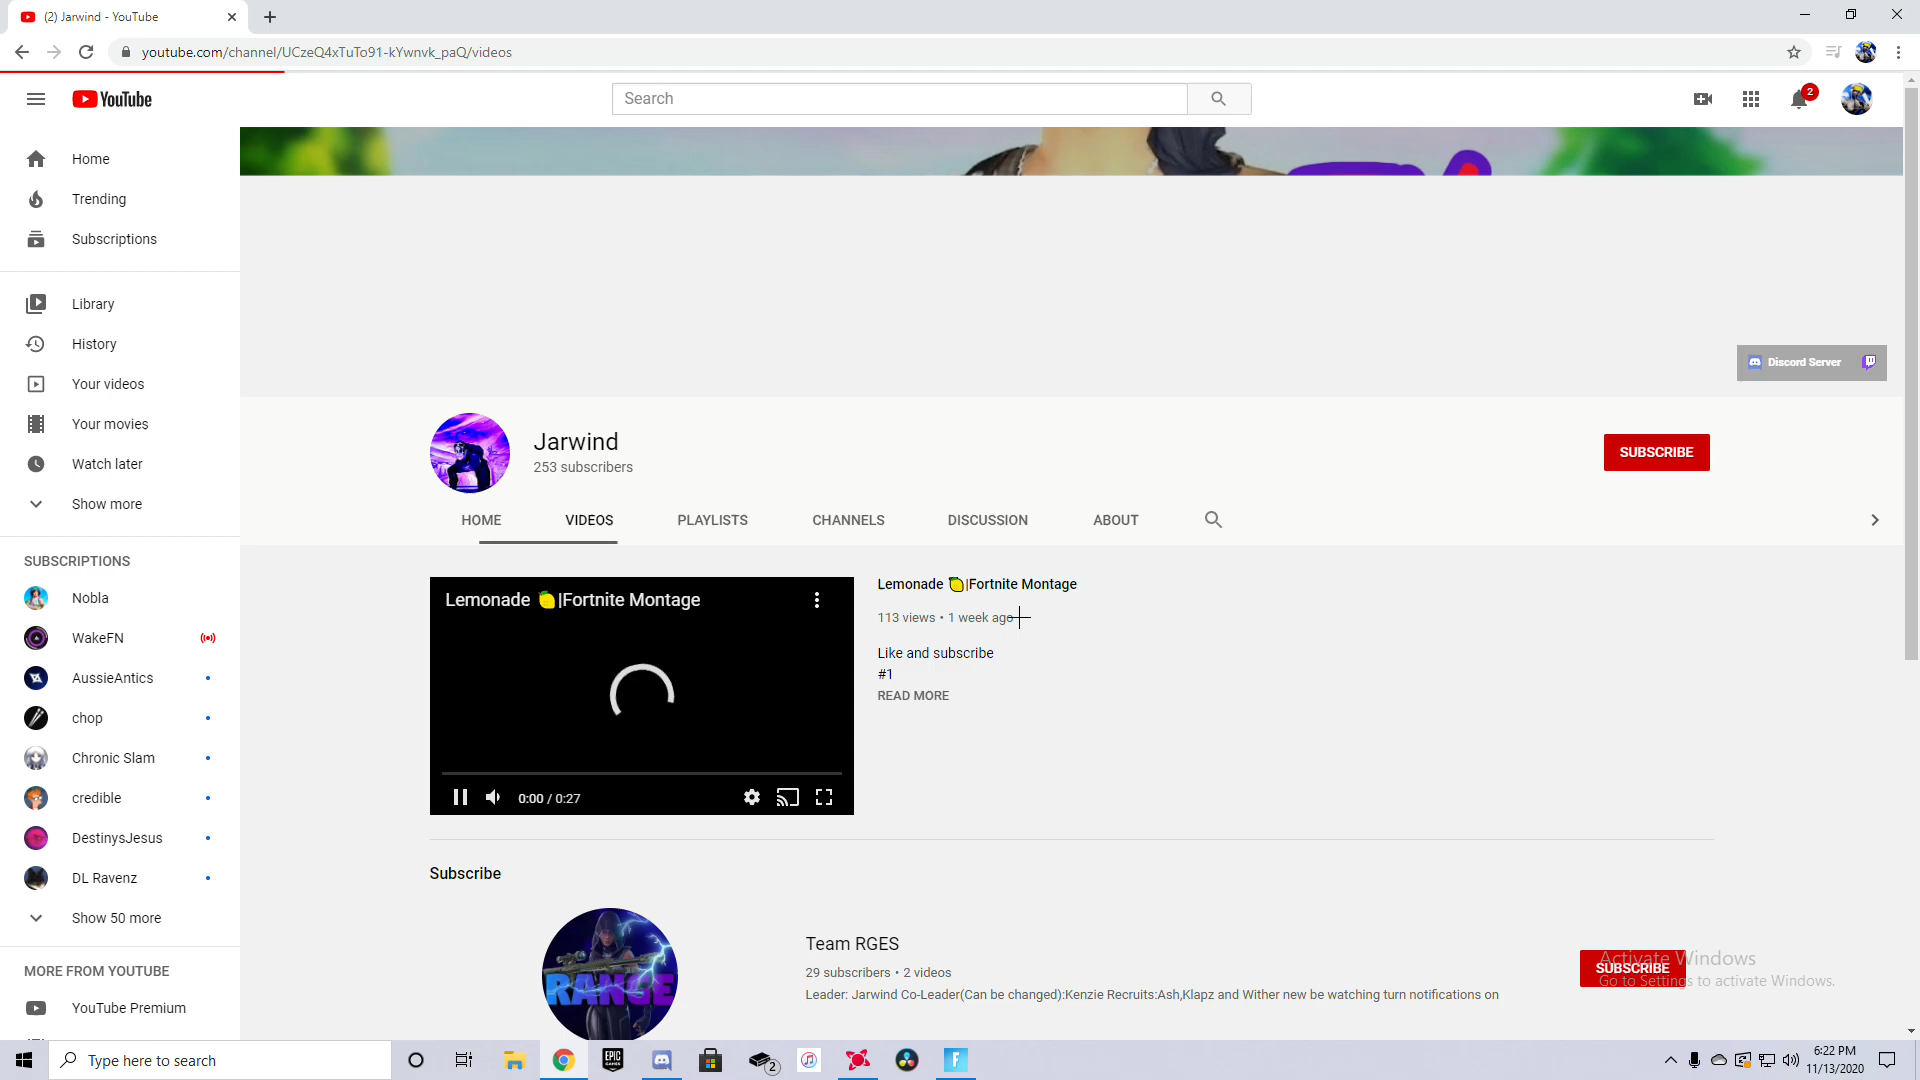 (2) Jarwind - YouTube
youtube.com/channel/UCzeQ4xTuTo91-kYwnvk_paQ/videos
YouTube
Search
2
Home
Trending
Subscriptions
Library
History
Your videos
Your movies
Watch later
Show more
SUBSCRIPTIONS
Nobla
WakeFN
AussieAntics
chop
Chronic Slam
credible
DestinysJesus
DL Ravenz
Show 50 more
MORE FROM YOUTUBE
YouTube Premium
Discord Server
Jarwind
253 subscribers
SUBSCRIBE
HOME VIDEOS PLAYLISTS CHANNELS DISCUSSION ABOUT
Lemonade 🍋|Fortnite Montage
0:00 / 0:27
Lemonade 🍋|Fortnite Montage
113 views • 1 week ago
Like and subscribe
#1
READ MORE
Subscribe
RANGE
Team RGES
29 subscribers • 2 videos
Leader: Jarwind Co-Leader(Can be changed):Kenzie Recruits:Ash,Klapz and Wither new be watching turn notifications on
SUBSCRIBE
Activate Windows
Go to Settings to activate Windows.
Type here to search
EPIC GAMES
2
F
6:22 PM
11/13/2020